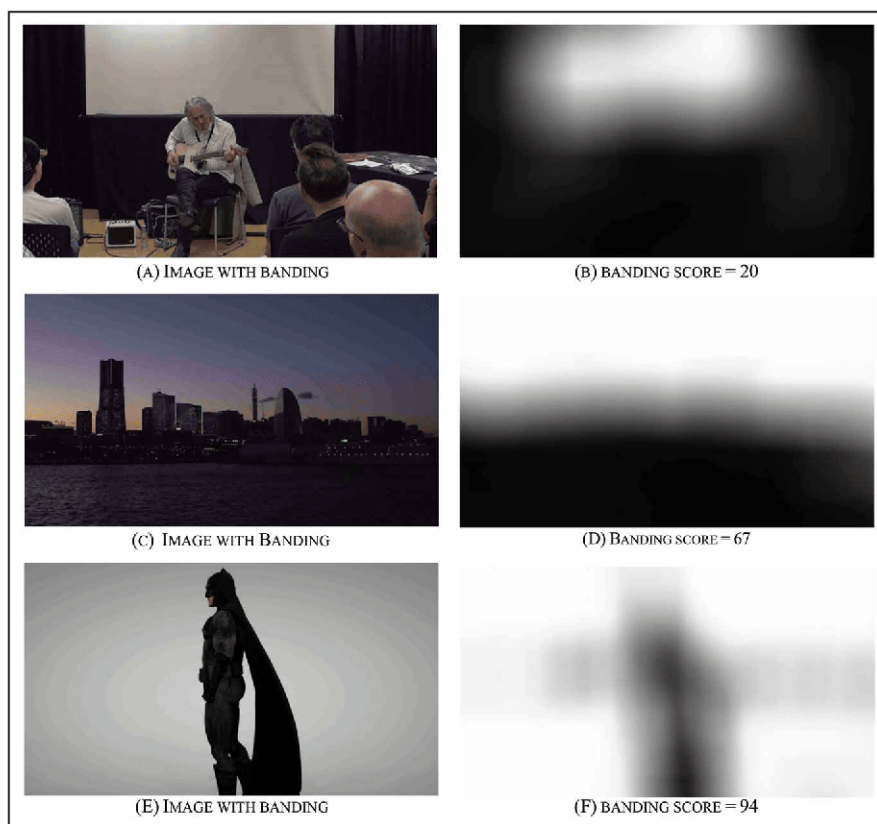 (A) IMAGE WITH BANDING
(B) BANDING SCORE = 20
(C) IMAGE WITH BANDING
(D) BANDING SCORE = 67
(E) IMAGE WITH BANDING
(F) BANDING SCORE = 94